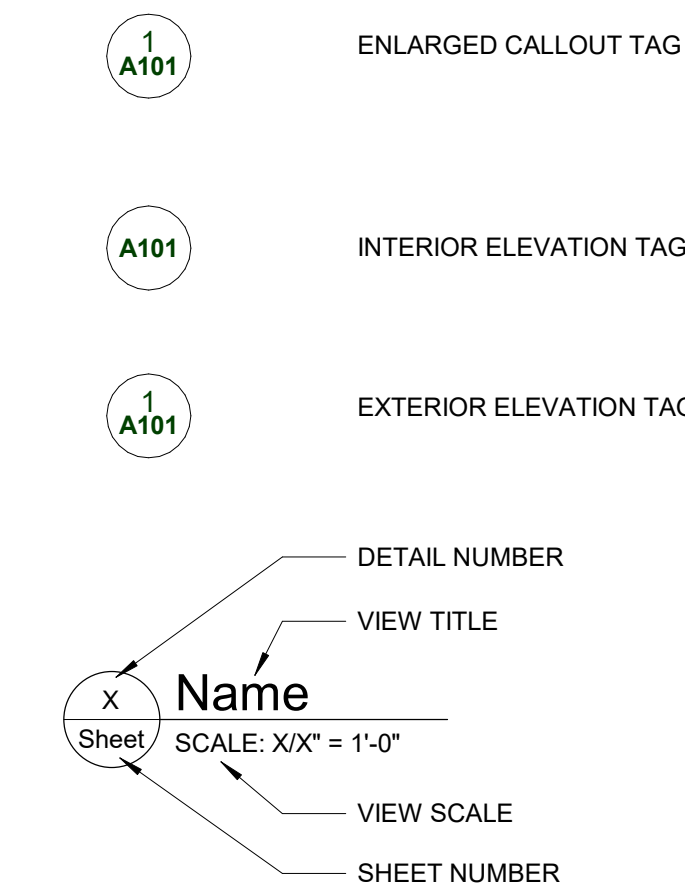 1
A101
ENLARGED CALLOUT TAG
A101
INTERIOR ELEVATION TAG
1
A101
EXTERIOR ELEVATION TAG
DETAIL NUMBER
VIEW TITLE
X
Name
Sheet
SCALE: X/X" = 1'-0"
VIEW SCALE
SHEET NUMBER